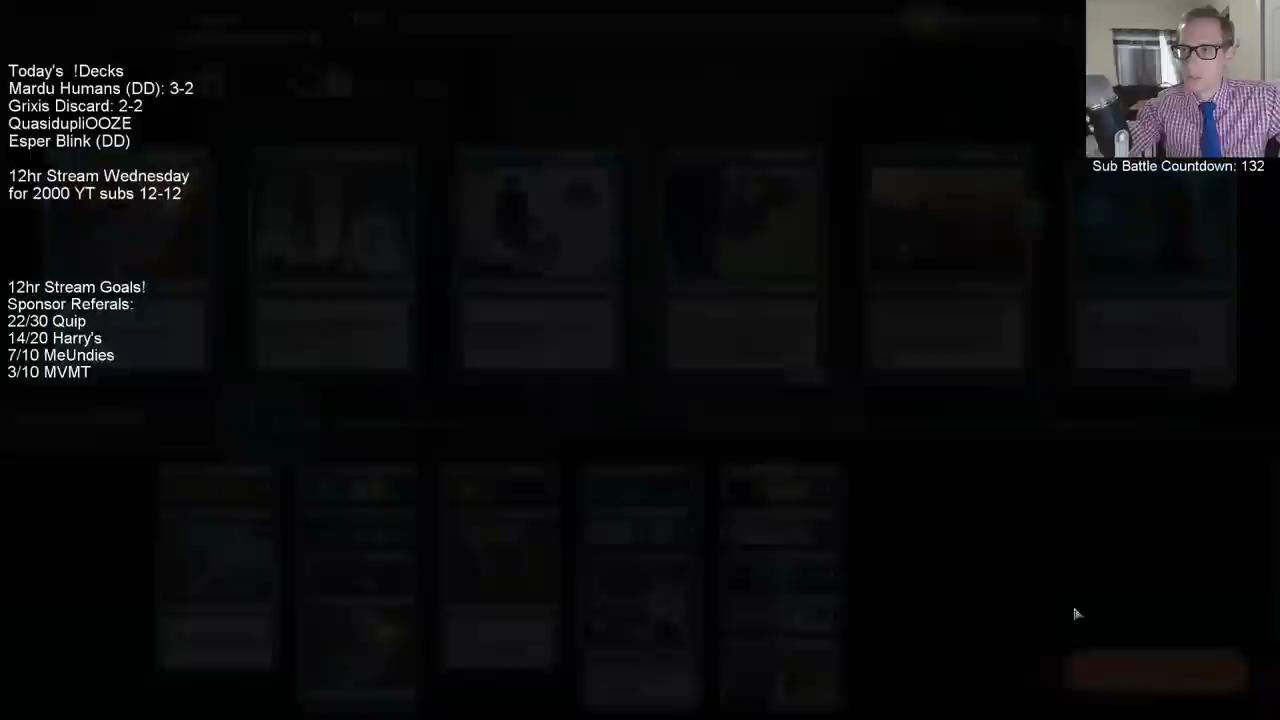 Today's !Decks
Mardu Humans (DD): 3-2
Grixis Discard: 2-2
QuasidupliOOZE
Esper Blink (DD)
12hr Stream Wednesday
for 2000 YT subs 12-12
12hr Stream Goals!
Sponsor Referrals:
22/30 Quip
14/20 Harry's
7/10 MeUndies
3/10 MVMT
Sub Battle Countdown: 132